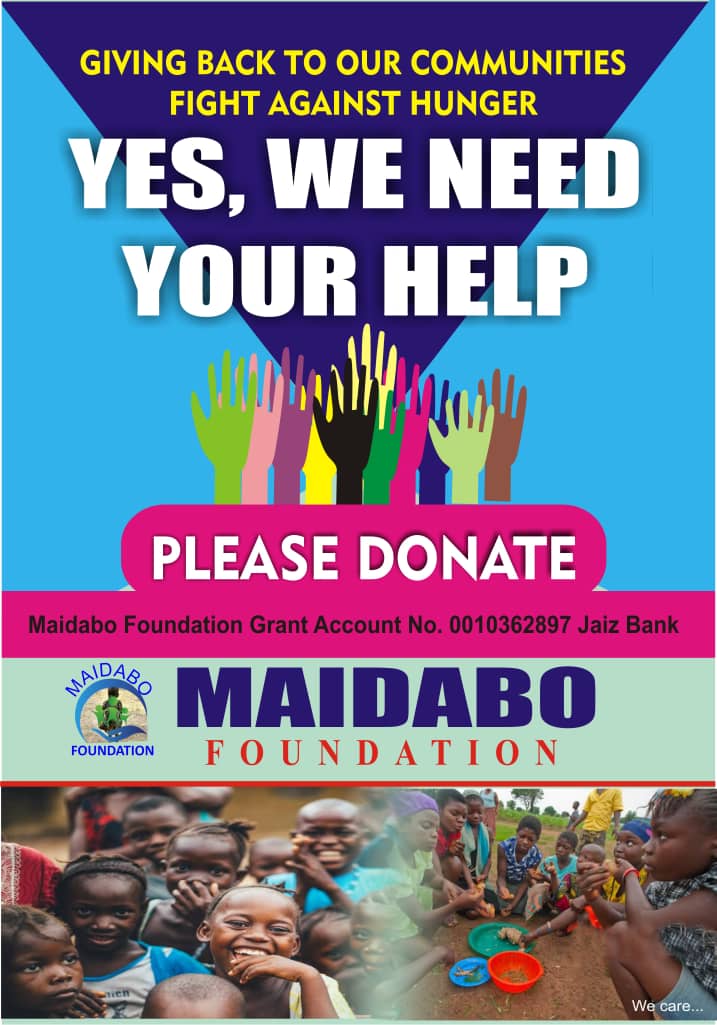 GIVING BACK TO OUR COMMUNITIES
FIGHT AGAINST HUNGER
YES, WE NEED
YOUR HELP
PLEASE DONATE
Maidabo Foundation Grant Account No. 0010362897 Jaiz Bank
MAIDABO
FOUNDATION
MAIDABO
FOUNDATION
We care...